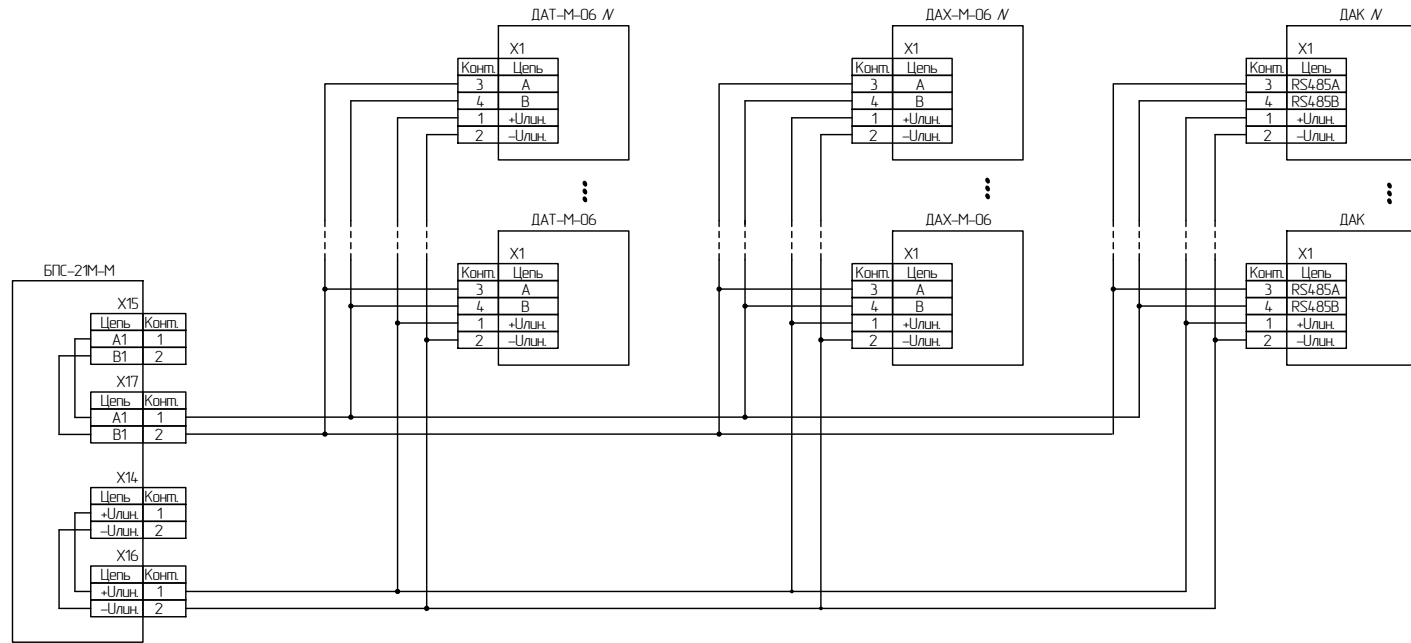 ДАТ-М-06 N
X1
Конт. Цепь
3 A
4 B
1 +Uлин.
2 -Uлин.
ДАХ-М-06 N
X1
Конт. Цепь
3 A
4 B
1 +Uлин.
2 -Uлин.
ДАК N
X1
Конт. Цепь
3 RS485A
4 RS485B
1 +Uлин.
2 -Uлин.
ДАТ-М-06
X1
Конт. Цепь
3 A
4 B
1 +Uлин.
2 -Uлин.
ДАХ-М-06
X1
Конт. Цепь
3 A
4 B
1 +Uлин.
2 -Uлин.
ДАК
X1
Конт. Цепь
3 RS485A
4 RS485B
1 +Uлин.
2 -Uлин.
БПС-21М-М
X15
Цепь Конт.
A1 1
B1 2
X17
Цепь Конт.
A1 1
B1 2
X14
Цепь Конт.
+Uлин. 1
-Uлин. 2
X16
Цепь Конт.
+Uлин. 1
-Uлин. 2